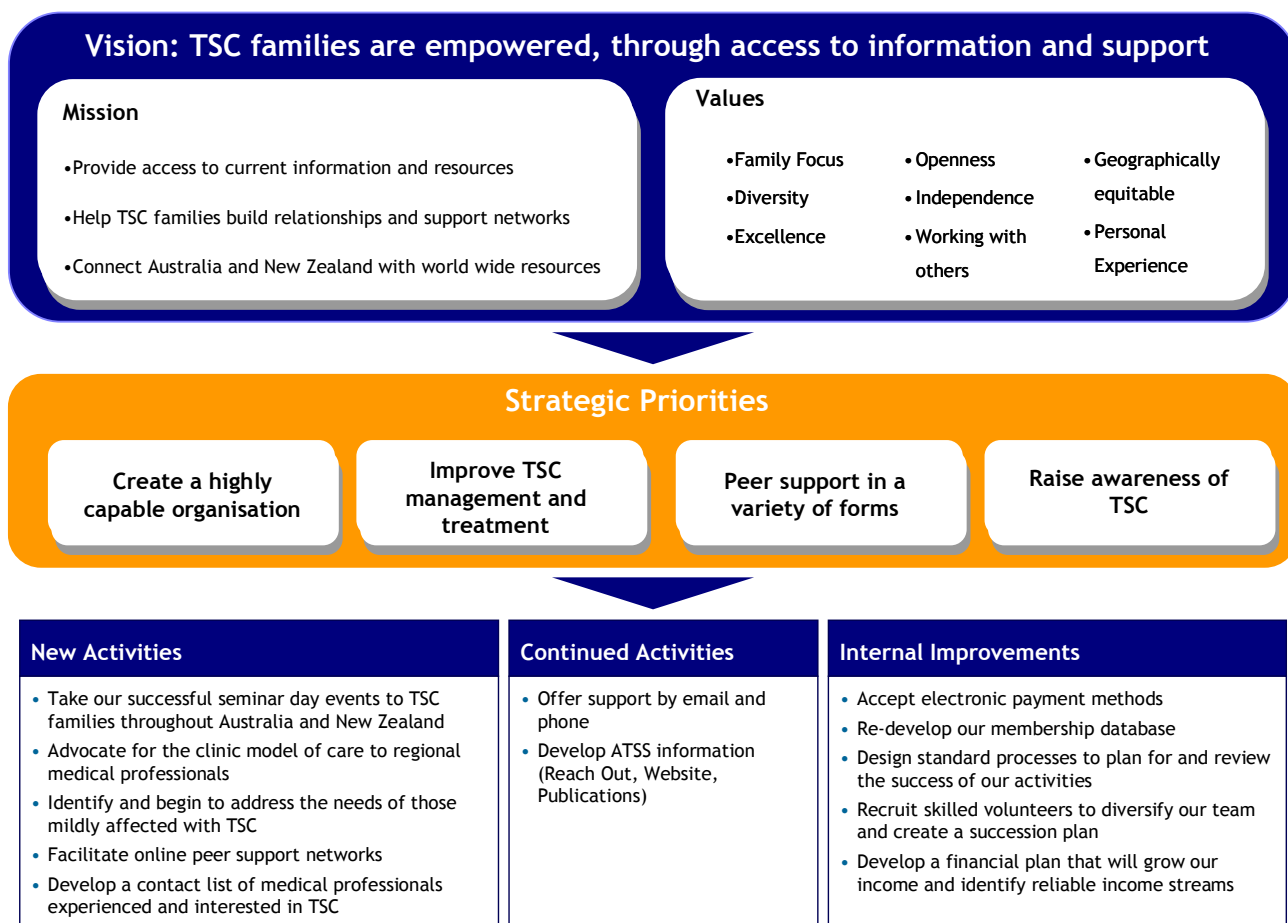 Vision: TSC families are empowered, through access to information and support
Mission
•Provide access to current information and resources
•Help TSC families build relationships and support networks
•Connect Australia and New Zealand with world wide resources
Values
•Family Focus
•Diversity
•Excellence
•Openness
•Independence
•Working with
others
•Geographically
equitable
•Personal
Experience
Strategic Priorities
Create a highly
capable organisation
Improve TSC
management and
treatment
Peer support in a
variety of forms
Raise awareness of
TSC
New Activities
• Take our successful seminar day events to TSC
families throughout Australia and New Zealand
• Advocate for the clinic model of care to regional
medical professionals
• Identify and begin to address the needs of those
mildly affected with TSC
• Facilitate online peer support networks
• Develop a contact list of medical professionals
experienced and interested in TSC
Continued Activities
• Offer support by email and
phone
• Develop ATSS information
(Reach Out, Website,
Publications)
Internal Improvements
• Accept electronic payment methods
• Re-develop our membership database
• Design standard processes to plan for and review
the success of our activities
• Recruit skilled volunteers to diversify our team
and create a succession plan
• Develop a financial plan that will grow our
income and identify reliable income streams